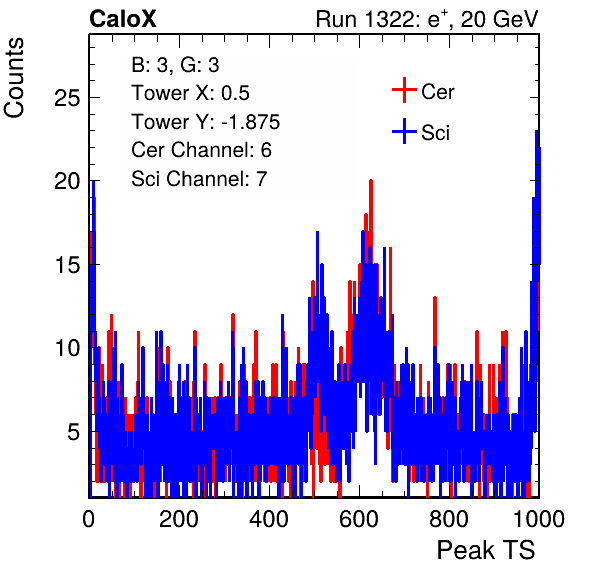 CaloX
Run 1322: e+, 20 GeV
Counts
B: 3, G: 3
Tower X: 0.5
Tower Y: -1.875
Cer Channel: 6
Sci Channel: 7
Cer
Sci
25
20
15
10
5
0 200 400 600 800 1000
Peak TS